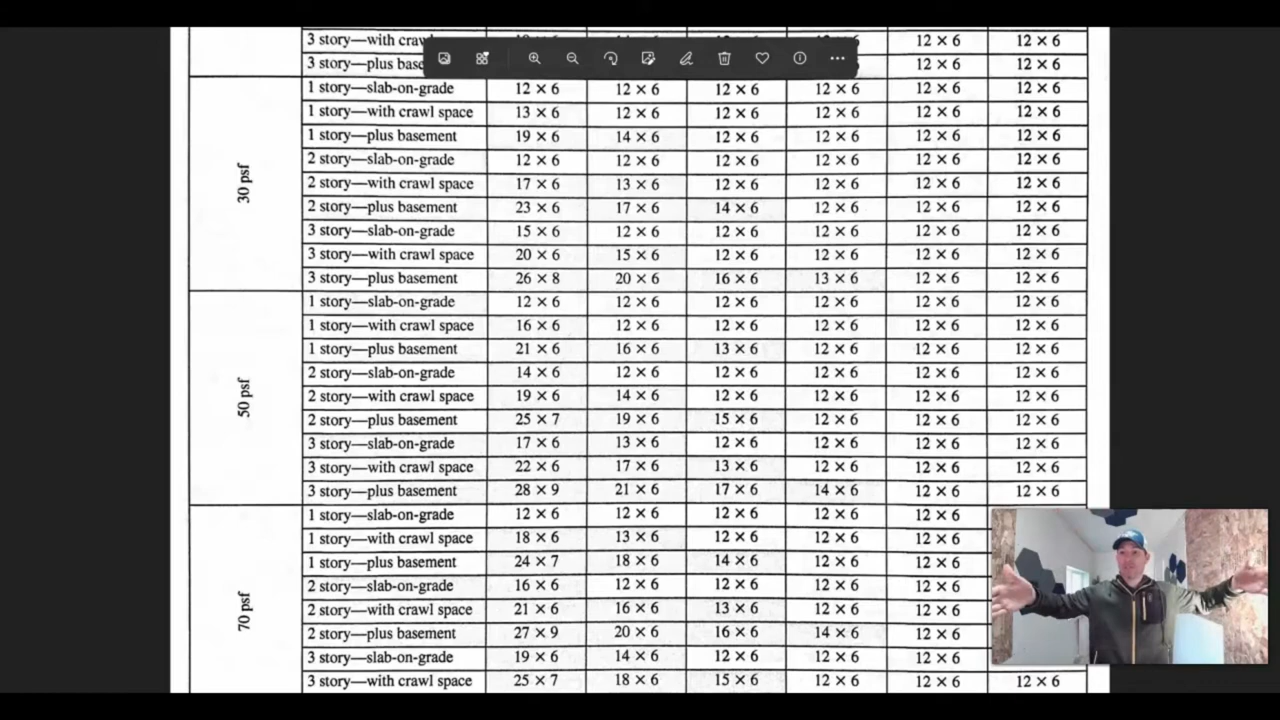 3 story—with 12 × 6 12 × 6
3 story—plus 12 × 6 12 × 6
1 story—slab-on-grade 12 × 6 12 × 6 12 × 6 12 × 6 12 × 6 12 × 6
1 story—with crawl space 13 × 6 12 × 6 12 × 6 12 × 6 12 × 6 12 × 6
1 story—plus basement 19 × 6 14 × 6 12 × 6 12 × 6 12 × 6 12 × 6
2 story—slab-on-grade 12 × 6 12 × 6 12 × 6 12 × 6 12 × 6 12 × 6
30 psf
2 story—with crawl space 17 × 6 13 × 6 12 × 6 12 × 6 12 × 6 12 × 6
2 story—plus basement 23 × 6 17 × 6 14 × 6 12 × 6 12 × 6 12 × 6
3 story—slab-on-grade 15 × 6 12 × 6 12 × 6 12 × 6 12 × 6 12 × 6
3 story—with crawl space 20 × 6 15 × 6 12 × 6 12 × 6 12 × 6 12 × 6
3 story—plus basement 26 × 8 20 × 6 16 × 6 13 × 6 12 × 6 12 × 6
1 story—slab-on-grade 12 × 6 12 × 6 12 × 6 12 × 6 12 × 6 12 × 6
1 story—with crawl space 16 × 6 12 × 6 12 × 6 12 × 6 12 × 6 12 × 6
1 story—plus basement 21 × 6 16 × 6 13 × 6 12 × 6 12 × 6 12 × 6
2 story—slab-on-grade 14 × 6 12 × 6 12 × 6 12 × 6 12 × 6 12 × 6
50 psf
2 story—with crawl space 19 × 6 14 × 6 12 × 6 12 × 6 12 × 6 12 × 6
2 story—plus basement 25 × 7 19 × 6 15 × 6 12 × 6 12 × 6 12 × 6
3 story—slab-on-grade 17 × 6 13 × 6 12 × 6 12 × 6 12 × 6 12 × 6
3 story—with crawl space 22 × 6 17 × 6 13 × 6 12 × 6 12 × 6 12 × 6
3 story—plus basement 28 × 9 21 × 6 17 × 6 14 × 6 12 × 6 12 × 6
1 story—slab-on-grade 12 × 6 12 × 6 12 × 6 12 × 6 12 × 6
1 story—with crawl space 18 × 6 13 × 6 12 × 6 12 × 6 12 × 6
1 story—plus basement 24 × 7 18 × 6 14 × 6 12 × 6 12 × 6
2 story—slab-on-grade 16 × 6 12 × 6 12 × 6 12 × 6 12 × 6
70 psf
2 story—with crawl space 21 × 6 16 × 6 13 × 6 12 × 6 12 × 6
2 story—plus basement 27 × 9 20 × 6 16 × 6 14 × 6 12 × 6
3 story—slab-on-grade 19 × 6 14 × 6 12 × 6 12 × 6 12 × 6
3 story—with crawl space 25 × 7 18 × 6 15 × 6 12 × 6 12 × 6 12 × 6